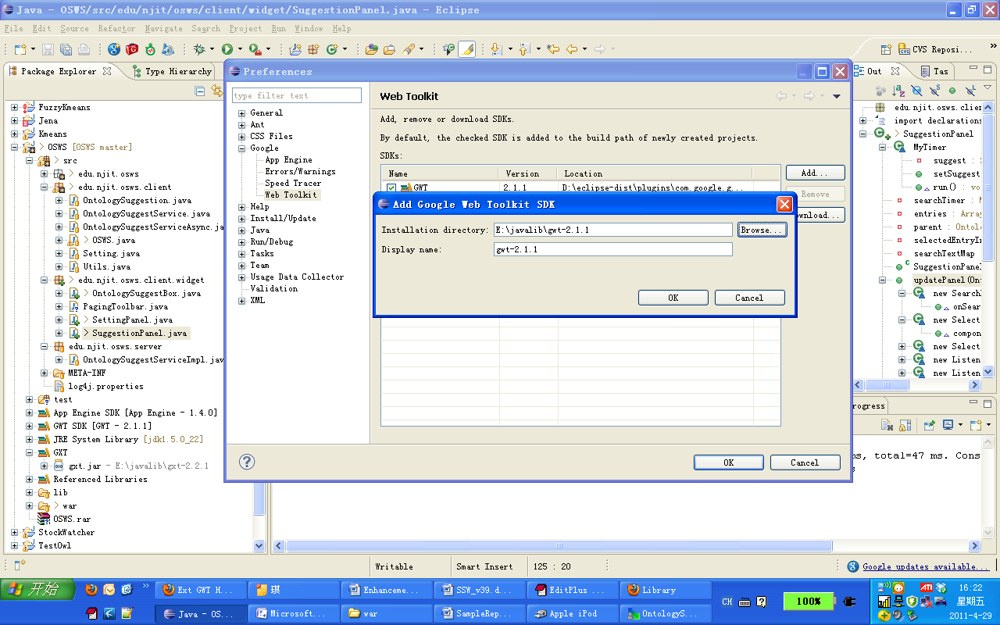 Java - OSWS/src/edu/njit/osws/client/widget/SuggestionPanel.java - Eclipse
File Edit Source Refactor Navigate Search Project Run Window Help
CVS Reposi...
Package Explorer
Type Hierarchy
FuzzyKmeans
Jena
Kmeans
> OSWS [OSWS master]
> src
> edu.njit.osws
> edu.njit.osws.client
OntologySuggestion.java
OntologySuggestService.java
OntologySuggestServiceAsync.ja
> OSWS.java
Setting.java
Utils.java
> edu.njit.osws.client.widget
> OntologySuggestBox.java
PagingToolbar.java
> SettingPanel.java
> SuggestionPanel.java
edu.njit.osws.server
OntologySuggestServiceImpl.jav
META-INF
log4j.properties
test
App Engine SDK [App Engine - 1.4.0]
GWT SDK [GWT - 2.1.1]
JRE System Library [jdk1.5.0_22]
GXT
gxt.jar - E:\javalib\gxt-2.2.1
Referenced Libraries
lib
> war
OSWS.rar
StockWatcher
TestOwl
Preferences
type filter text
General
Ant
CSS Files
Google
App Engine
Errors/Warnings
Speed Tracer
Web Toolkit
Help
Install/Update
Java
Run/Debug
Tasks
Team
Usage Data Collector
Validation
XML
Web Toolkit
Add, remove or download SDKs.
By default, the checked SDK is added to the build path of newly created projects.
SDKs:
Name Version Location
GWT 2.1.1 D:\eclipse-dist\plugins\com.google.g...
Add...
Remove
wnload...
Add Google Web Toolkit SDK
Installation directory: E:\javalib\gwt-2.1.1 Browse...
Display name: gwt-2.1.1
OK Cancel
OK Cancel
Out
Tas
edu.njit.osws.clien
import declarations
> SuggestionPanel
MyTimer
suggest : 
setSuggest
run() : vo
searchTimer : M
entries : Array
parent : Ontol
selectedEntryIn
searchTextMap
SuggestionPanel
updatePanel(Ont
new Search
onSear
new Select
compon
new Select
new Listen
new Listen
rogress
ms, total=47 ms. Cons
s
Writable
Smart Insert
125 : 20
Google updates available...
开始
Ext GWT H...
琪
Enhanceme...
SSW_v39.d...
EditPlus ...
Library
Java - OS...
Microsoft...
war
SampleRep...
Apple iPod
OntologyS...
CH
100%
ATI
16:22
星期五
2011-4-29